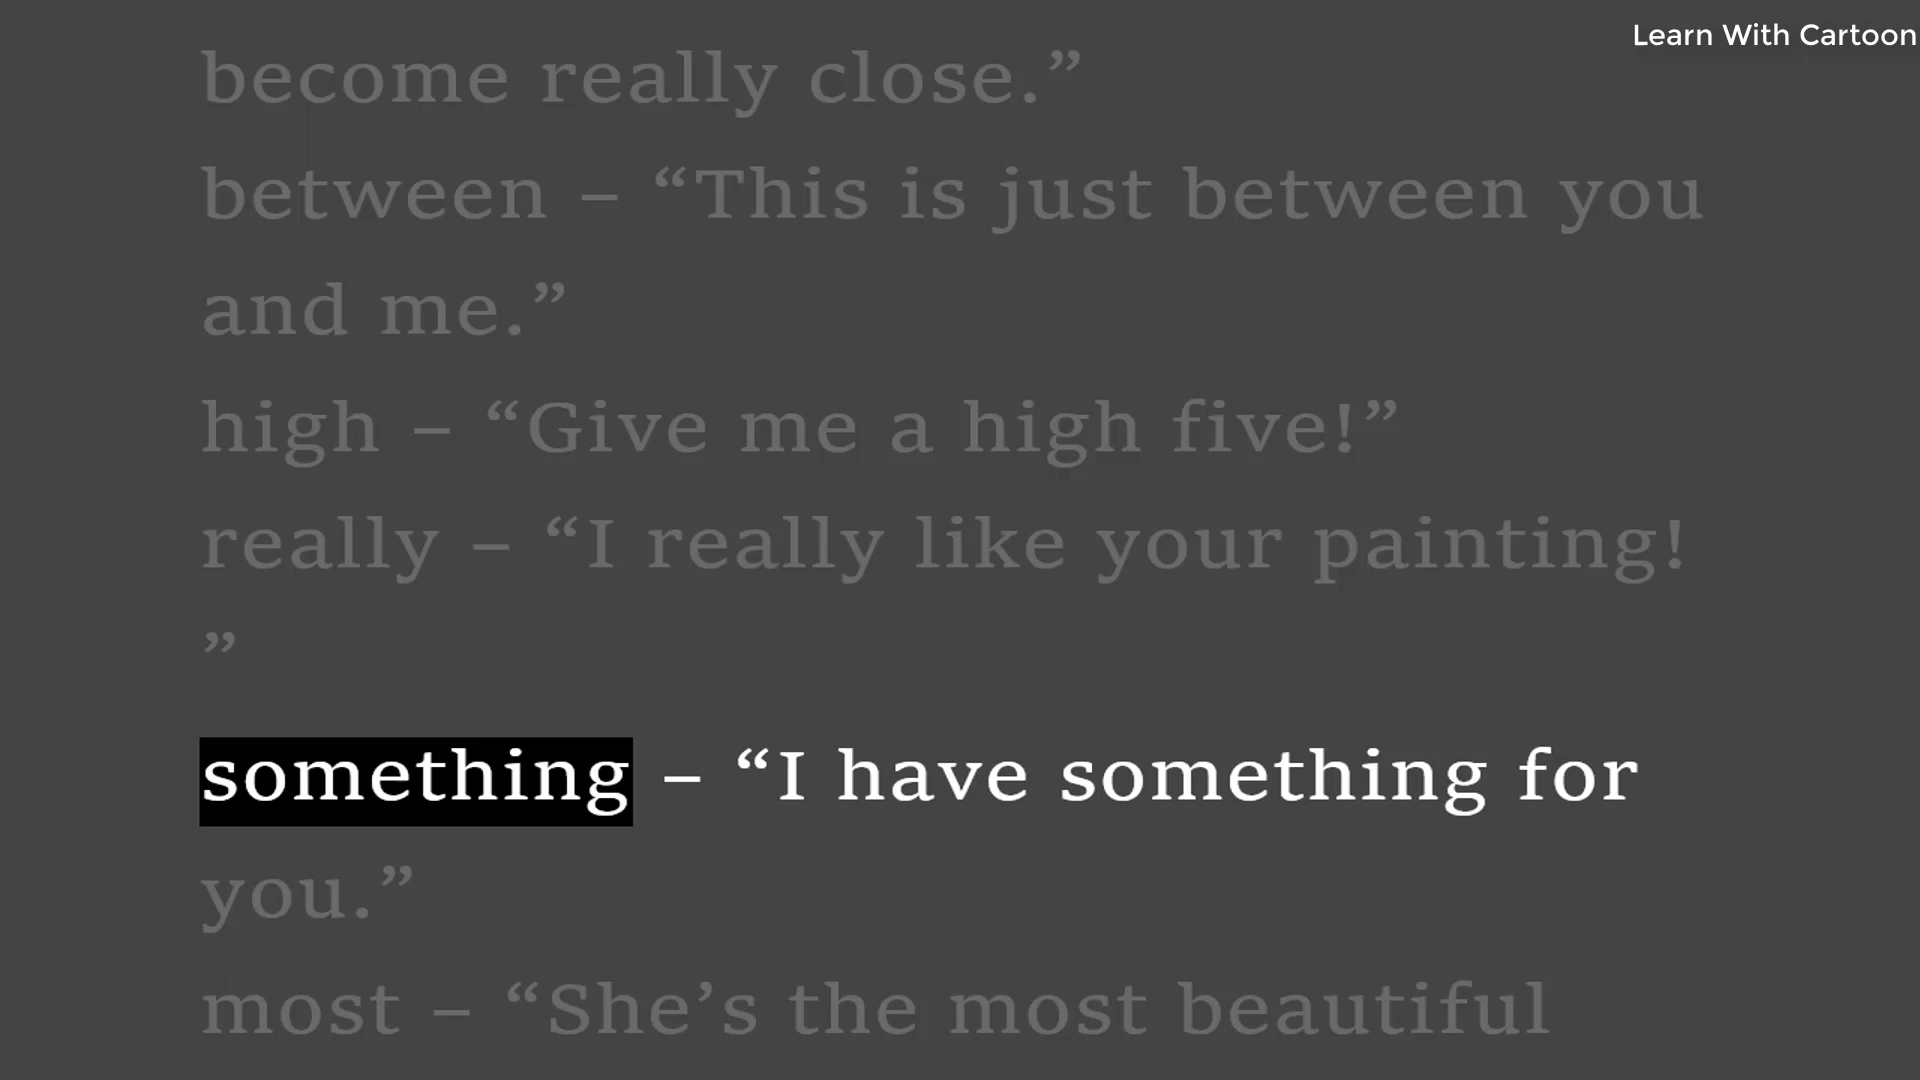 Learn With Cartoon
become really close.”
between – “This is just between you
and me.”
high – “Give me a high five!”
really – “I really like your painting!
”
something – “I have something for
you.”
most – “She’s the most beautiful